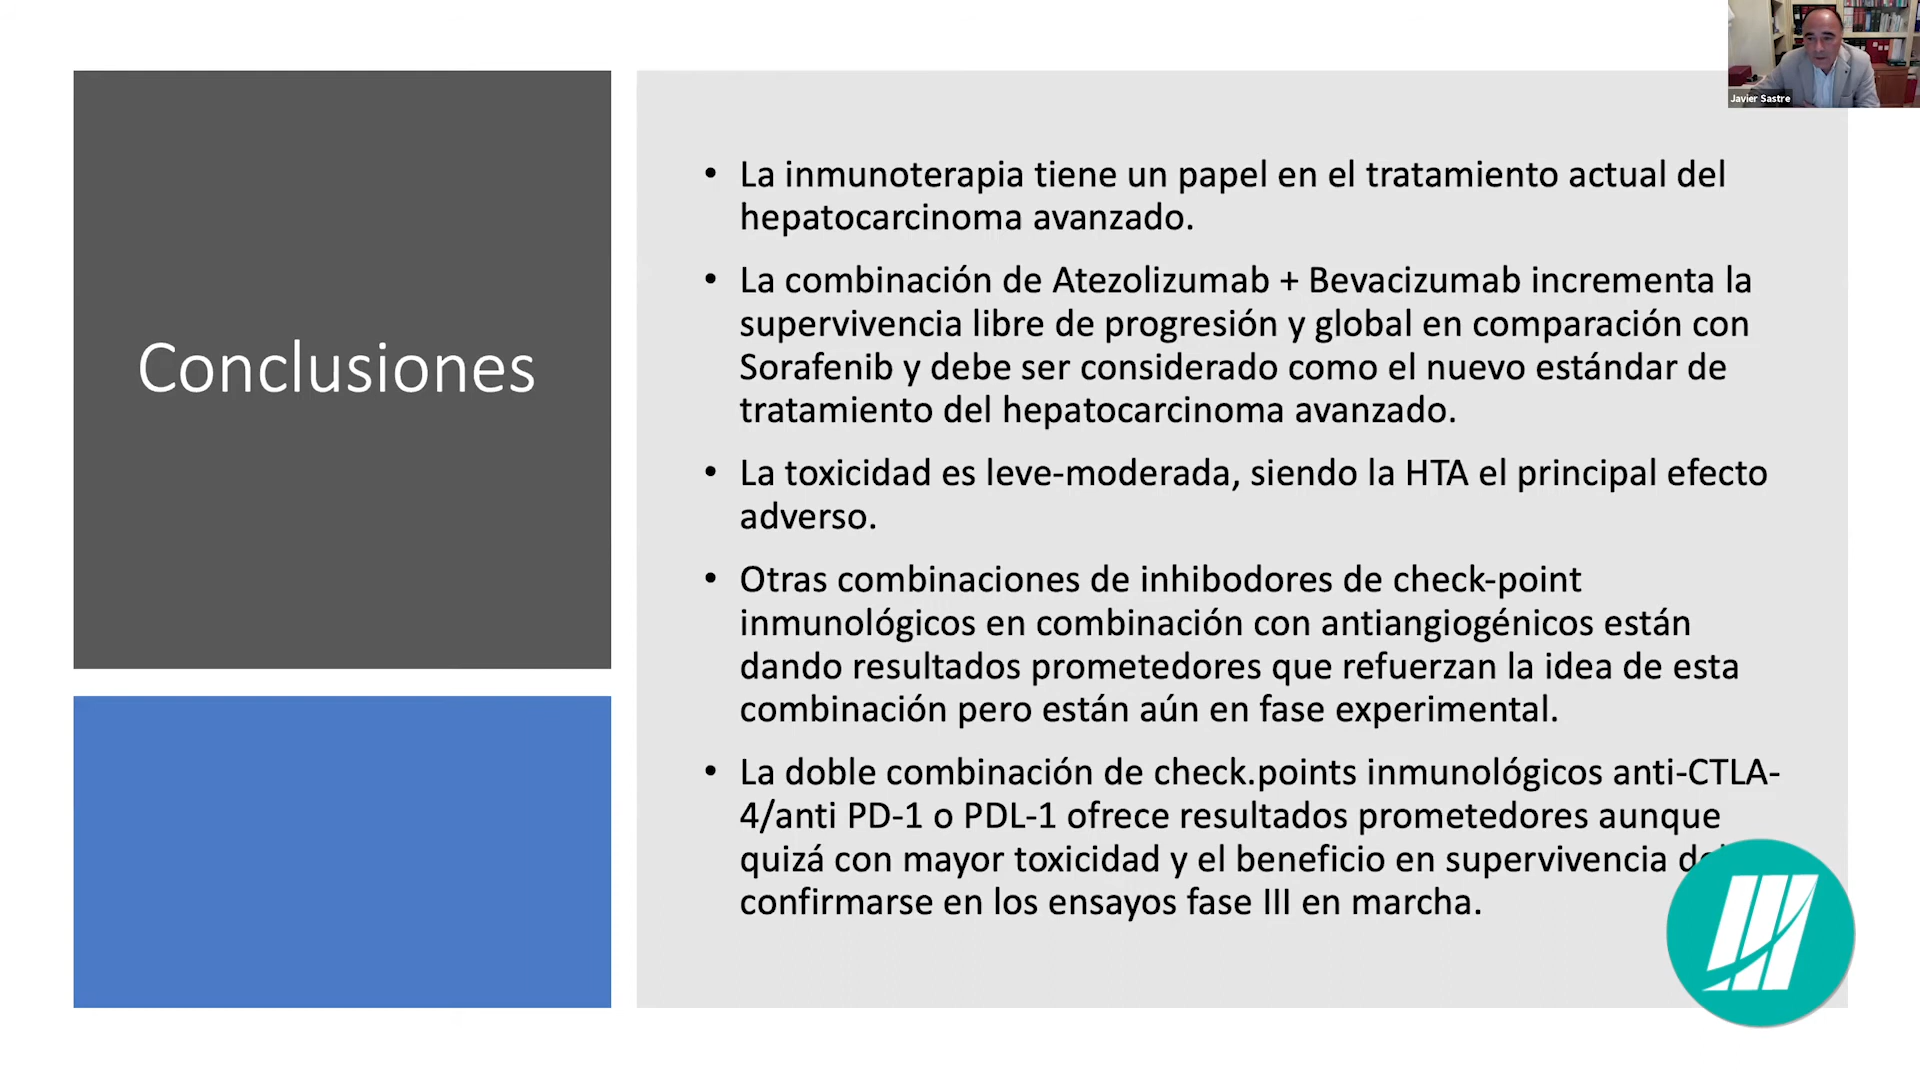 Javier Sastre
Conclusiones
• La inmunoterapia tiene un papel en el tratamiento actual del
hepatocarcinoma avanzado.
• La combinación de Atezolizumab + Bevacizumab incrementa la
supervivencia libre de progresión y global en comparación con
Sorafenib y debe ser considerado como el nuevo estándar de
tratamiento del hepatocarcinoma avanzado.
• La toxicidad es leve-moderada, siendo la HTA el principal efecto
adverso.
• Otras combinaciones de inhibodores de check-point
inmunológicos en combinación con antiangiogénicos están
dando resultados prometedores que refuerzan la idea de esta
combinación pero están aún en fase experimental.
• La doble combinación de check.points inmunológicos anti-CTLA-
4/anti PD-1 o PDL-1 ofrece resultados prometedores aunque
quizá con mayor toxicidad y el beneficio en supervivencia
confirmarse en los ensayos fase III en marcha.